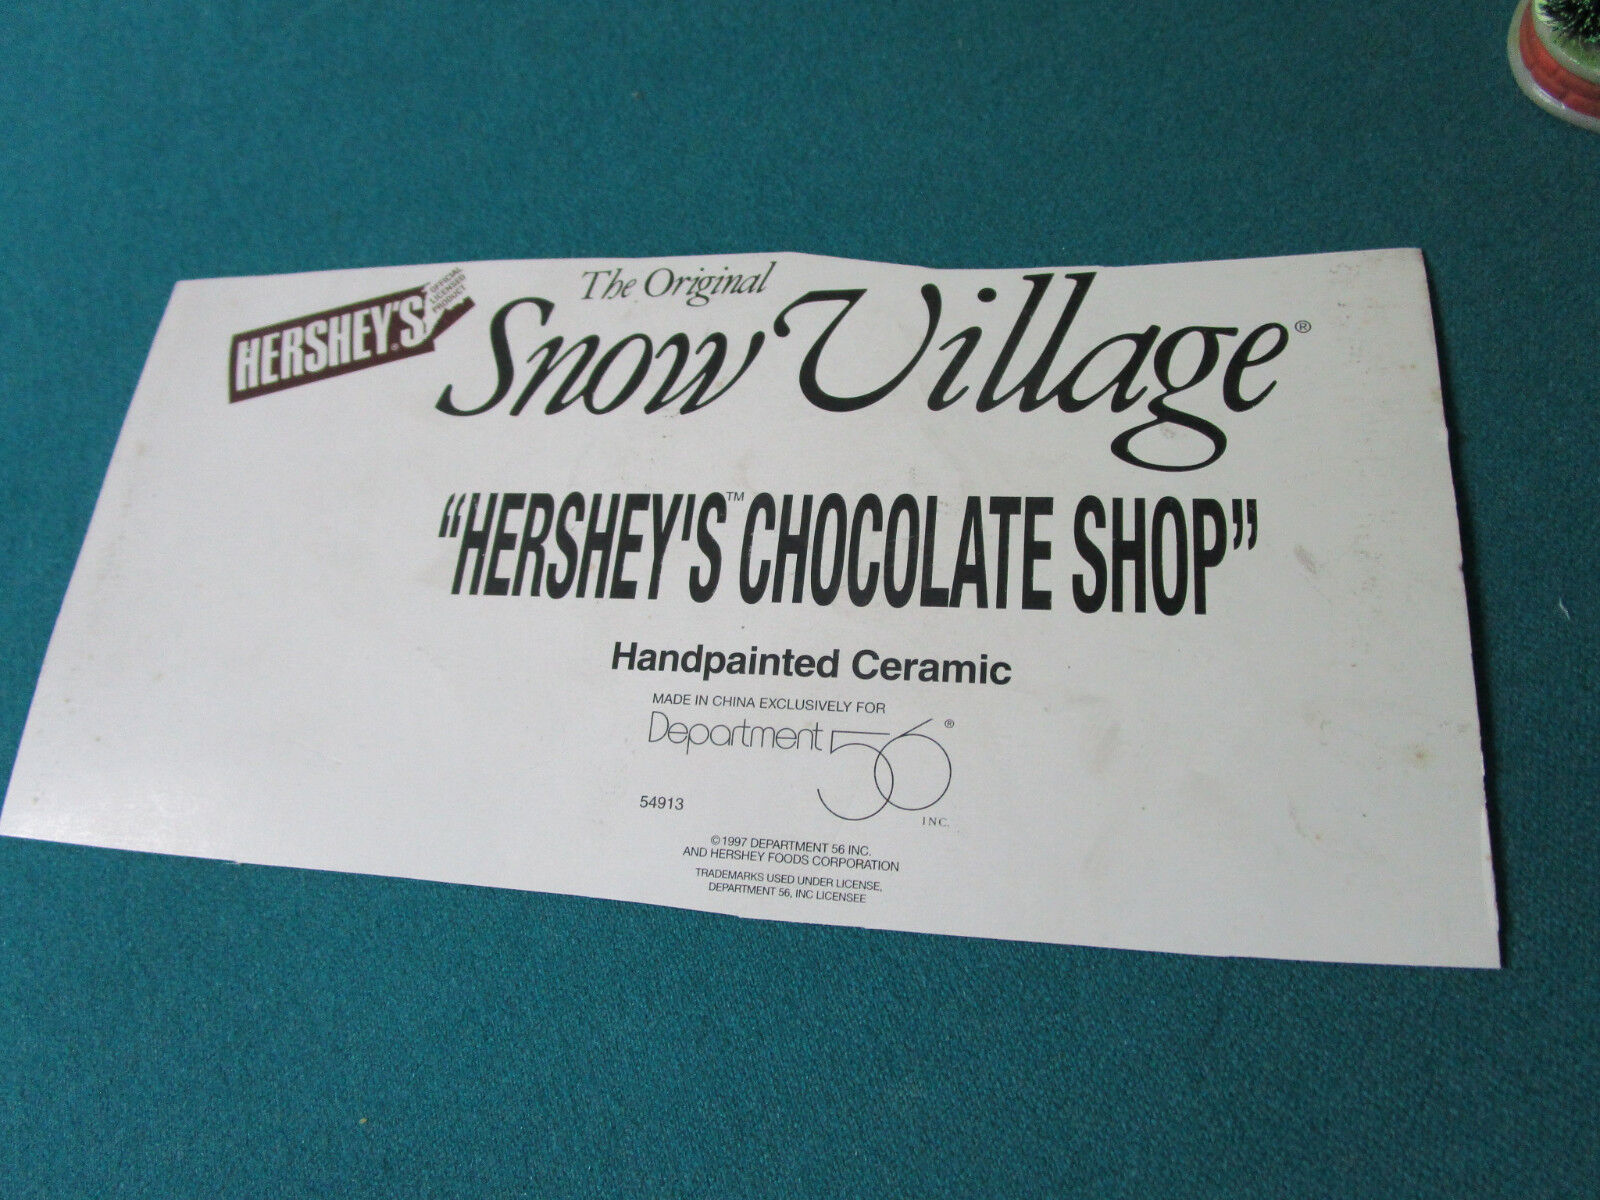 HERSHEY'S®
OFFICIAL
LICENSED
PRODUCT
The Original
Snow Village®
“HERSHEY'S™ CHOCOLATE SHOP”
Handpainted Ceramic
MADE IN CHINA EXCLUSIVELY FOR
Department 56®
INC.
54913
©1997 DEPARTMENT 56 INC.
AND HERSHEY FOODS CORPORATION
TRADEMARKS USED UNDER LICENSE,
DEPARTMENT 56, INC LICENSEE